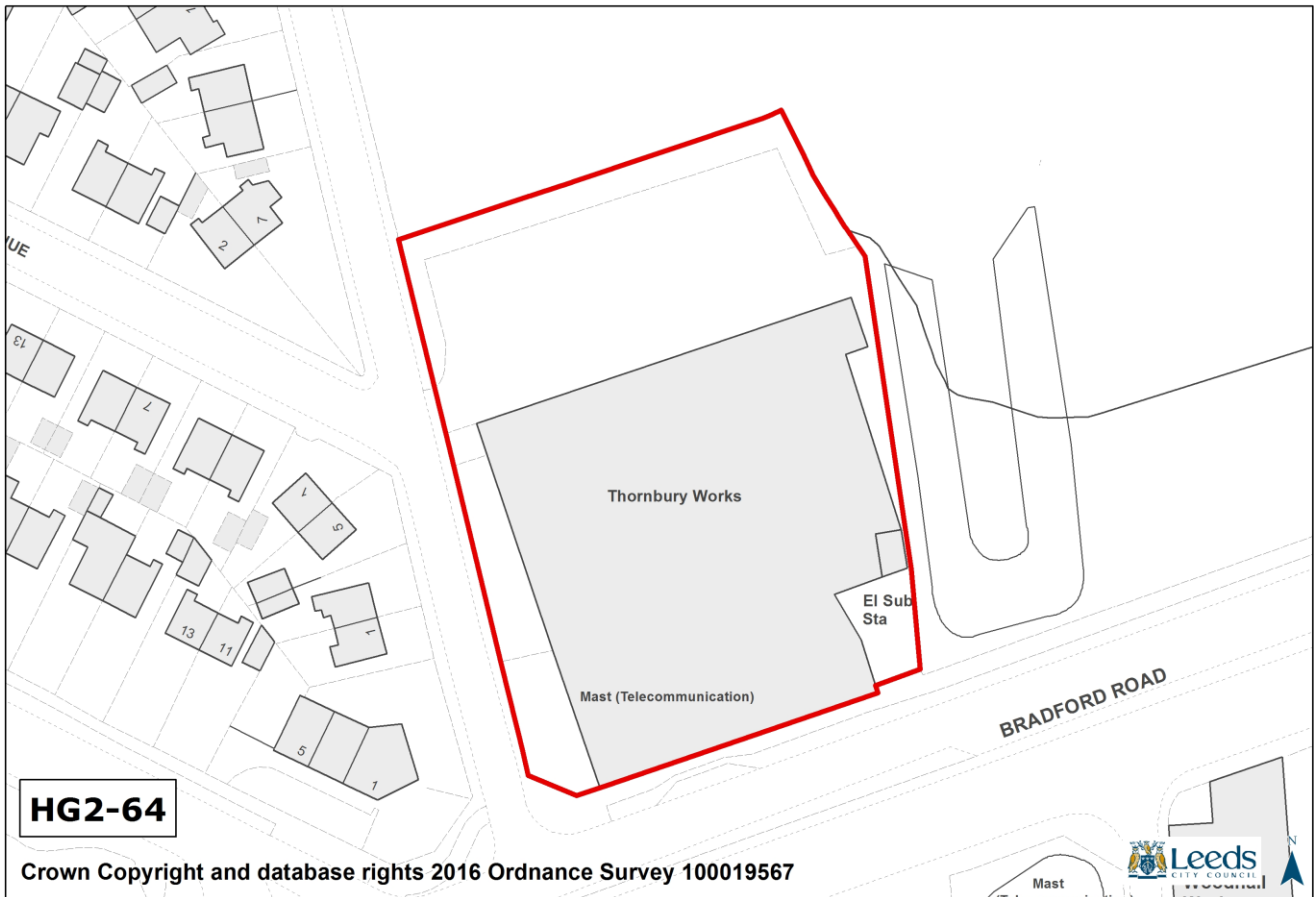 2
7
UE
13
7
1
5
Thornbury Works
El Sub
Sta
1
13
11
Mast (Telecommunication)
BRADFORD ROAD
5
1
HG2-64
Crown Copyright and database rights 2016 Ordnance Survey 100019567
Mast
Leeds
CITY COUNCIL
N